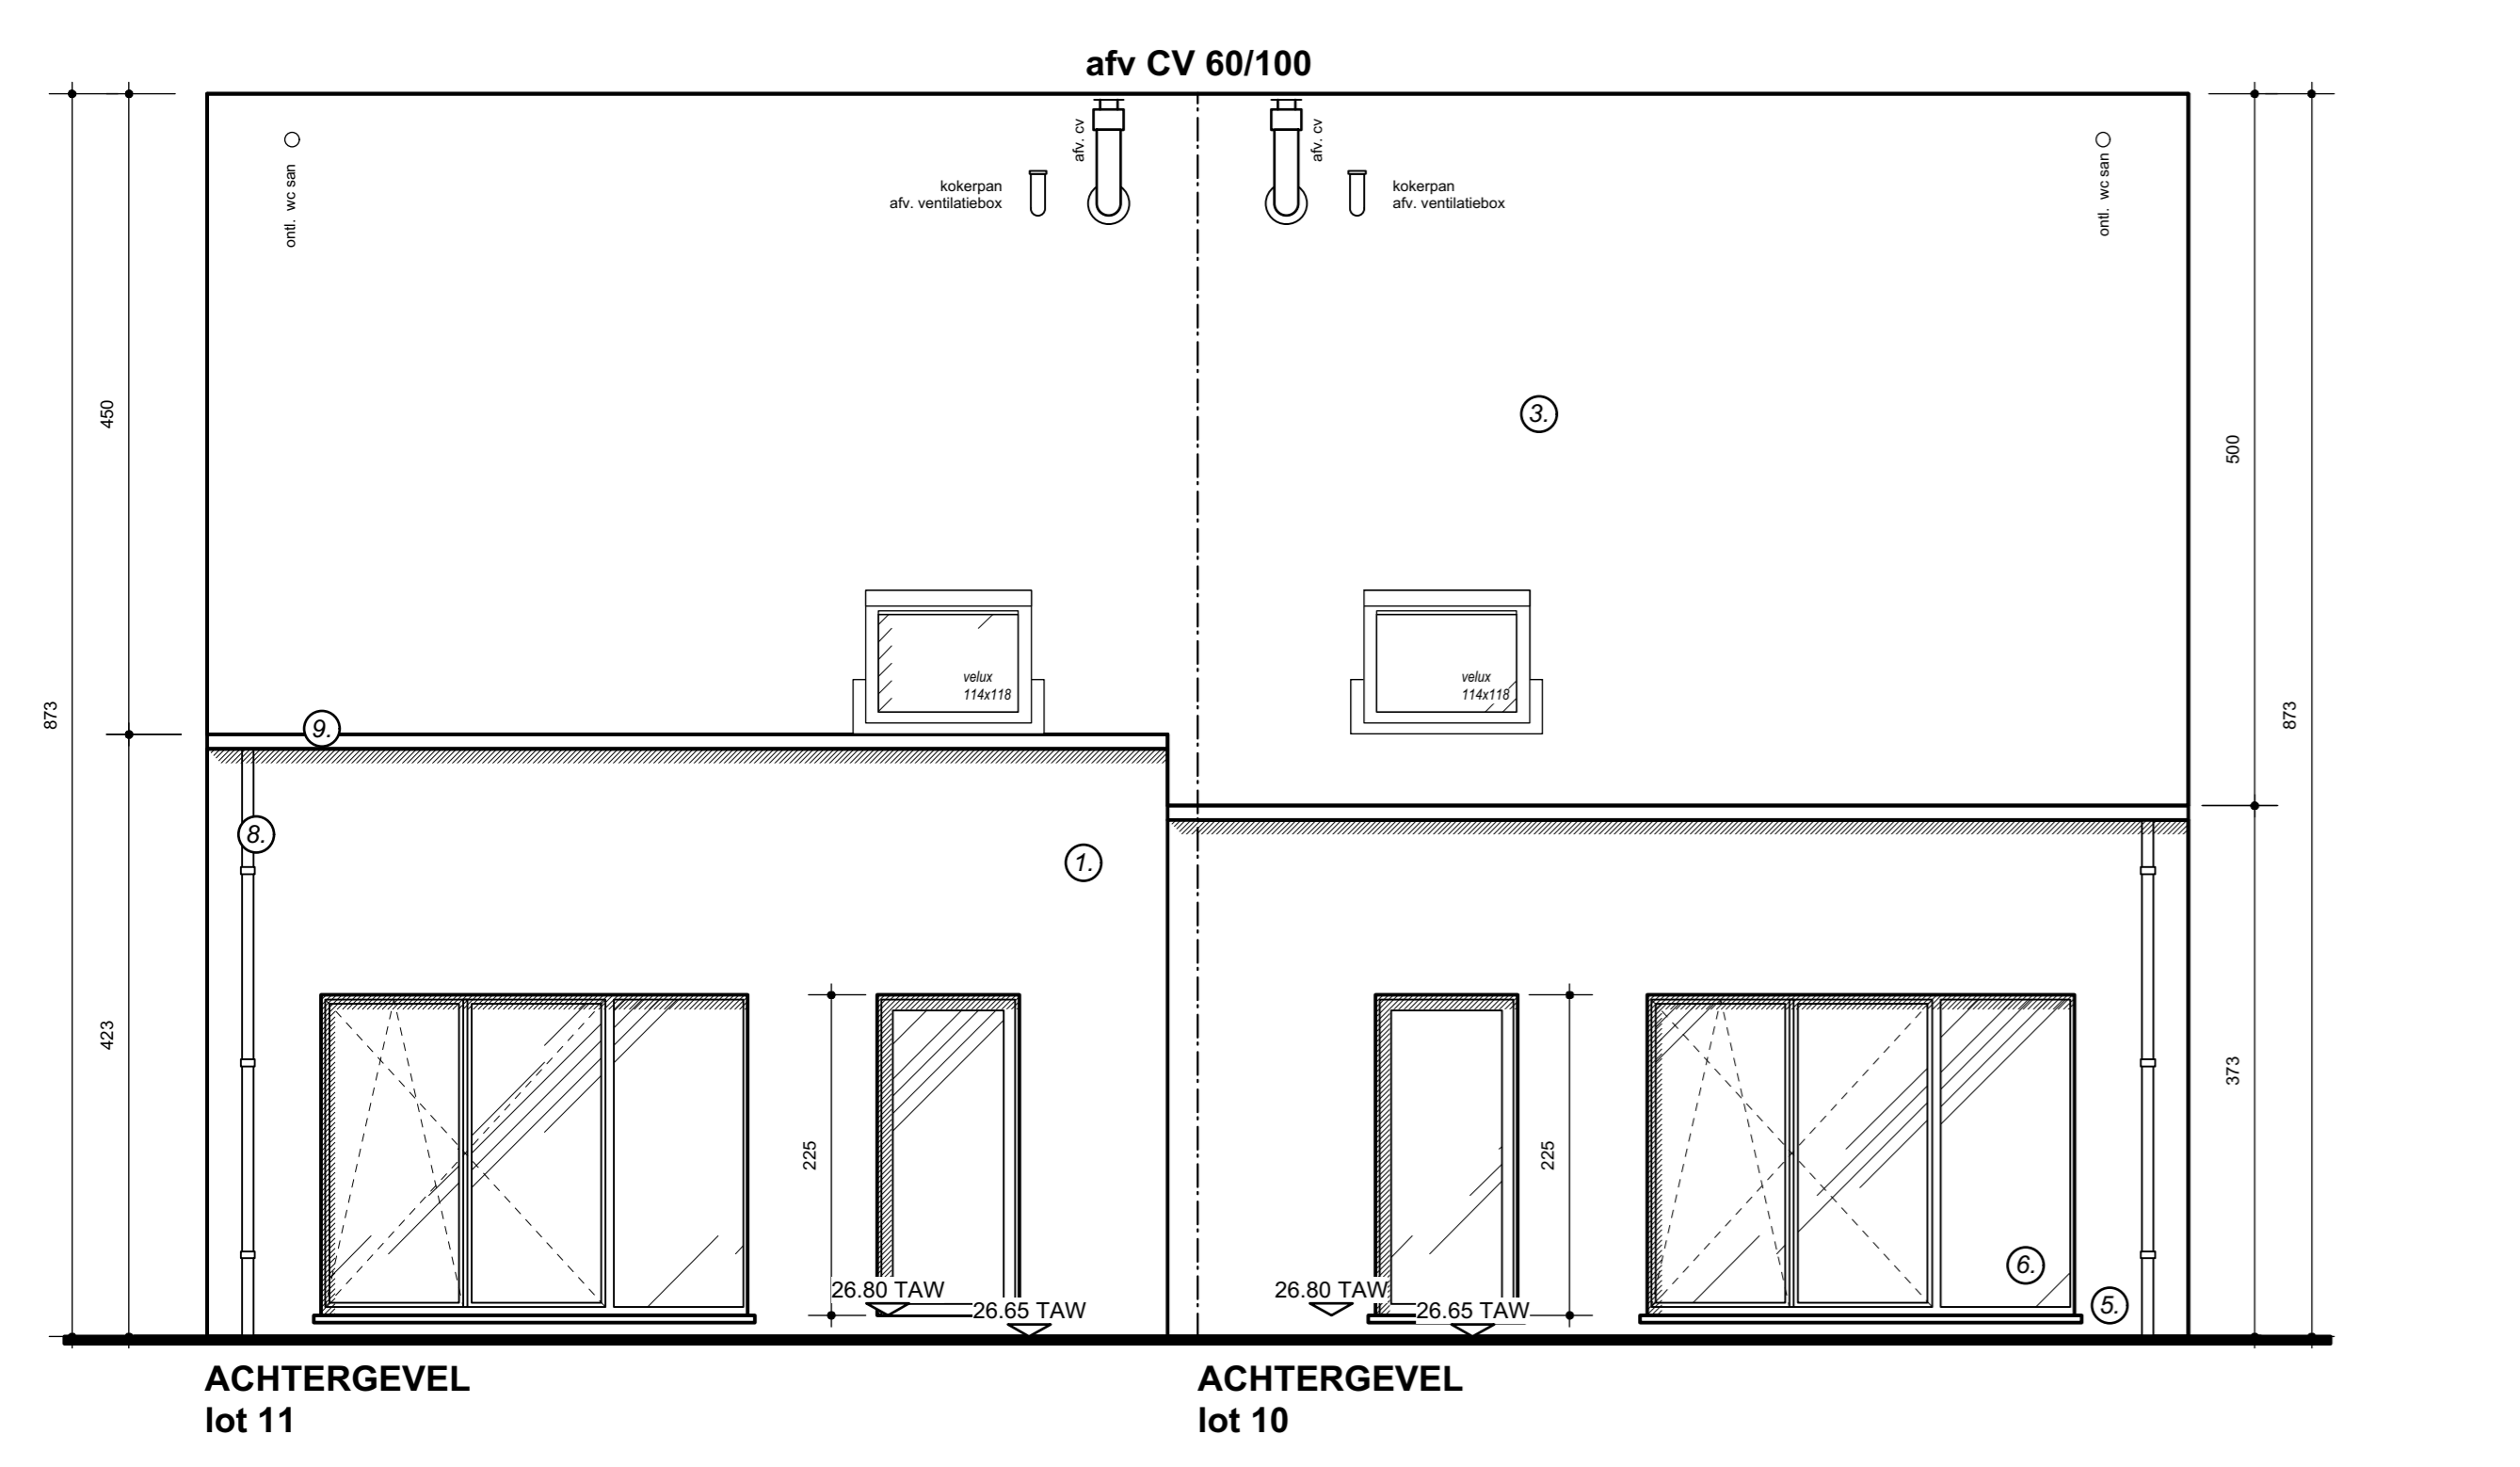 afv CV 60/100
afv. cv
afv. cv
ontl. wc san
kokerpan
afv. ventilatiebox
kokerpan
afv. ventilatiebox
ontl. wc san
450
3.
500
velux
114x118
velux
114x118
873
9.
873
8.
1.
423
373
225
225
6.
26.80 TAW
26.65 TAW
26.80 TAW
26.65 TAW
5.
ACHTERGEVEL
lot 11
ACHTERGEVEL
lot 10